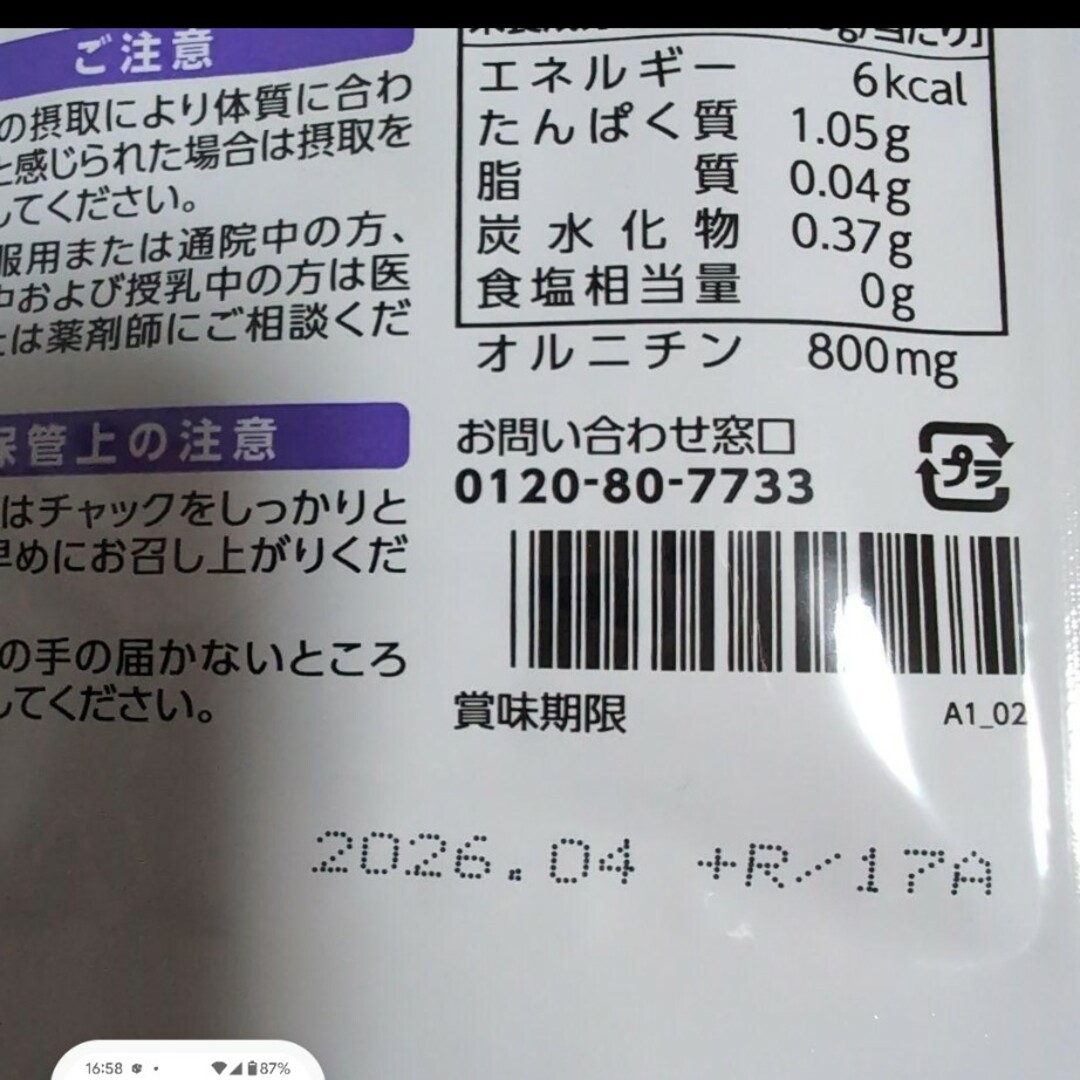 ご注意
の摂取により体質に合わ
と感じられた場合は摂取を
してください。
服用または通院中の方、
中および授乳中の方は医
は薬剤師にご相談くだ
保管上の注意
はチャックをしっかりと
早めにお召し上がりくだ
の手の届かないところ
してください。
エネルギー 6kcal
たんぱく質 1.05g
脂質 0.04g
炭水化物 0.37g
食塩相当量 0g
オルニチン 800mg
お問い合わせ窓口
0120-80-7733
プラ
賞味期限
A1_02
2026.04 +R/17A
16:58 87%